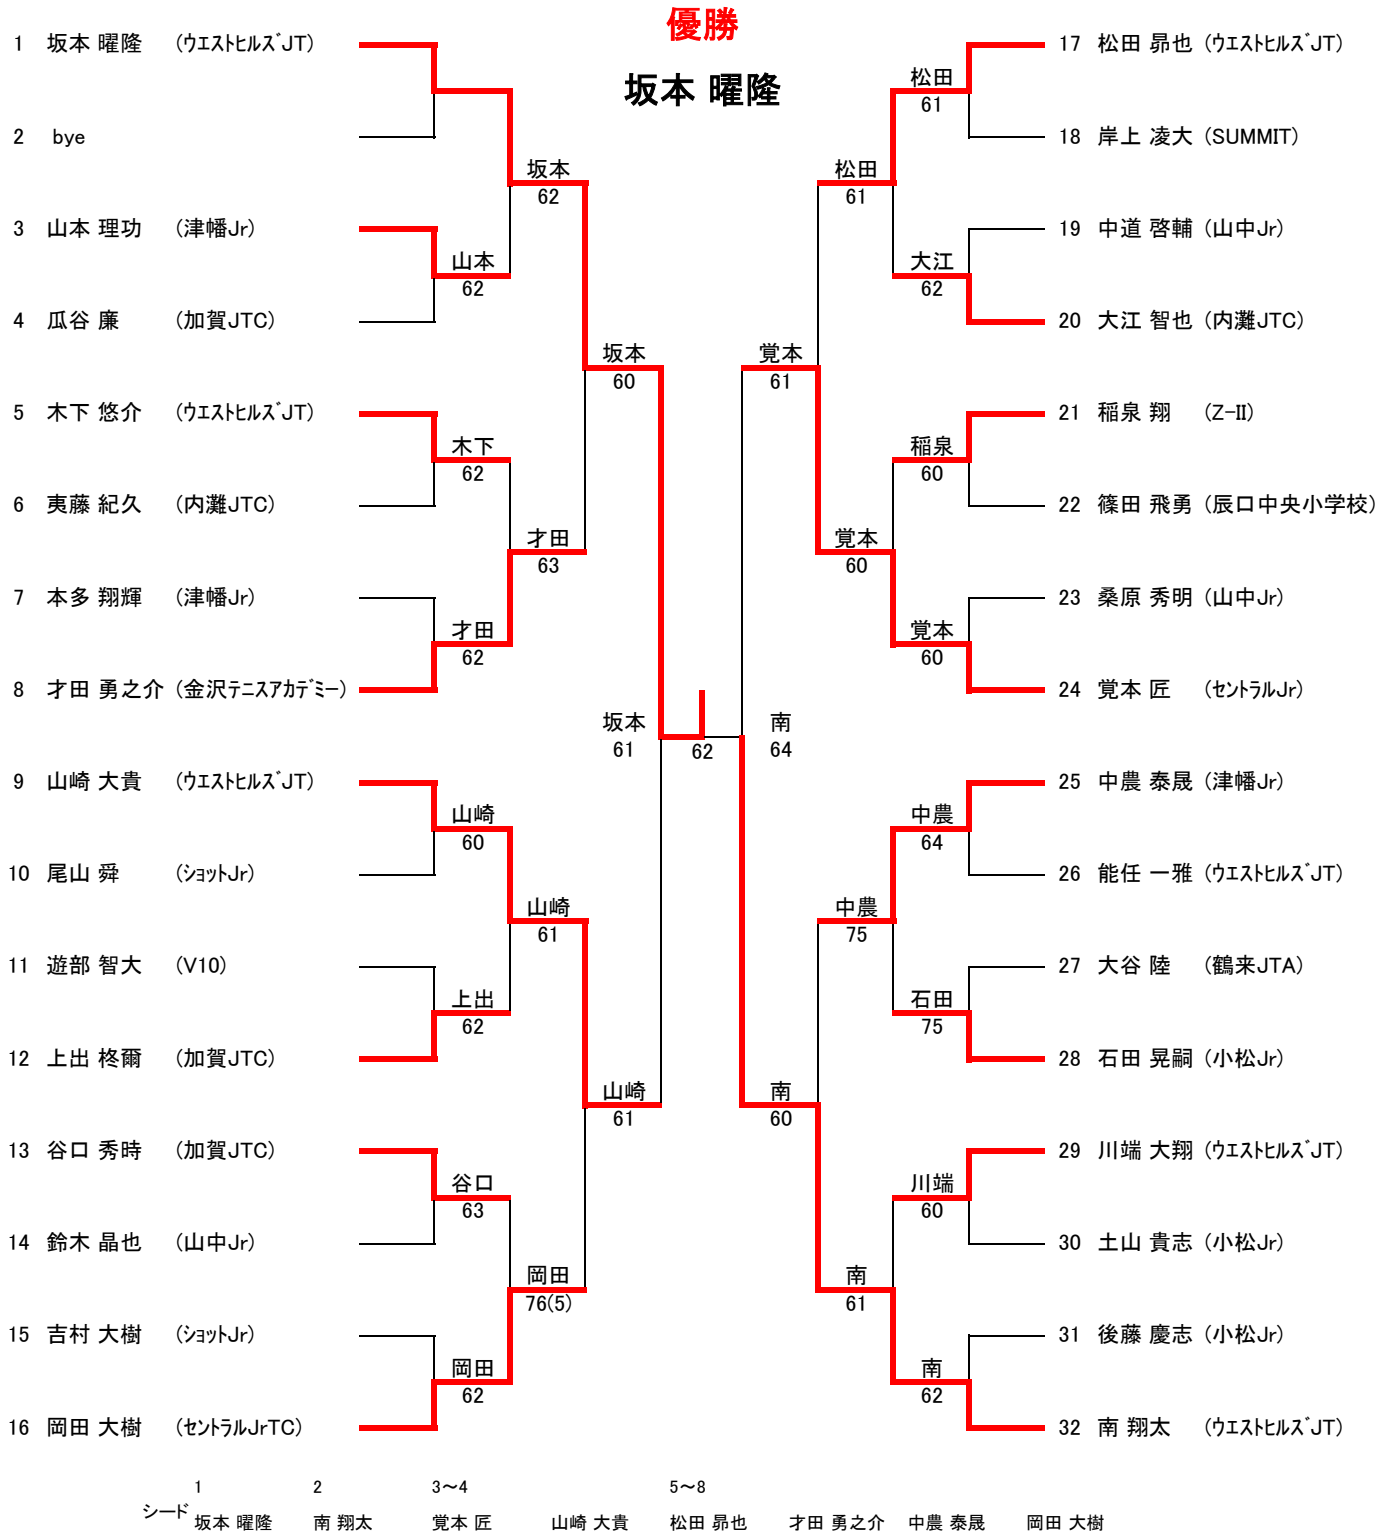 優勝
坂本 曜隆
1 坂本 曜隆 (ウエストヒルズJT)
2 bye
3 山本 理功 (津幡Jr)
4 瓜谷 廉 (加賀JTC)
5 木下 悠介 (ウエストヒルズJT)
6 夷藤 紀久 (内灘JTC)
7 本多 翔輝 (津幡Jr)
8 才田 勇之介 (金沢テニスアカデミー)
9 山崎 大貴 (ウエストヒルズJT)
10 尾山 舜 (ショットJr)
11 遊部 智大 (V10)
12 上出 柊爾 (加賀JTC)
13 谷口 秀時 (加賀JTC)
14 鈴木 晶也 (山中Jr)
15 吉村 大樹 (ショットJr)
16 岡田 大樹 (セントラルJrTC)
山本
62
木下
62
才田
62
山崎
60
上出
62
谷口
63
岡田
62
坂本
62
才田
63
山崎
61
岡田
76(5)
坂本
60
山崎
61
坂本
61
62
南
64
覚本
61
南
60
松田
61
覚本
60
中農
75
南
61
松田
61
大江
62
稲泉
60
覚本
60
中農
64
石田
75
川端
60
南
62
17 松田 昴也 (ウエストヒルズJT)
18 岸上 凌大 (SUMMIT)
19 中道 啓輔 (山中Jr)
20 大江 智也 (内灘JTC)
21 稲泉 翔 (Z-II)
22 篠田 飛勇 (辰口中央小学校)
23 桑原 秀明 (山中Jr)
24 覚本 匠 (セントラルJr)
25 中農 泰晟 (津幡Jr)
26 能任 一雅 (ウエストヒルズJT)
27 大谷 陸 (鶴来JTA)
28 石田 晃嗣 (小松Jr)
29 川端 大翔 (ウエストヒルズJT)
30 土山 貴志 (小松Jr)
31 後藤 慶志 (小松Jr)
32 南 翔太 (ウエストヒルズJT)
1 2 3～4 5～8
シード 坂本 曜隆 南 翔太 覚本 匠 山崎 大貴 松田 昴也 才田 勇之介 中農 泰晟 岡田 大樹